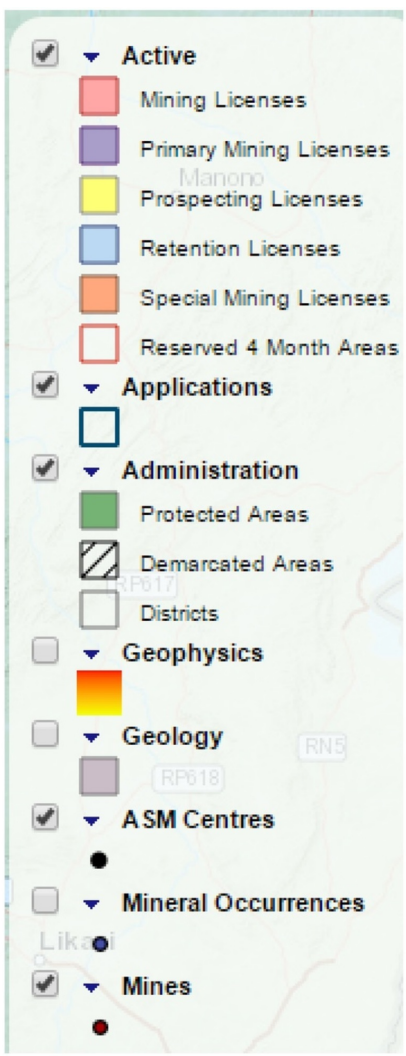 Active
Mining Licenses
Primary Mining Licenses
Manono
Prospecting Licenses
Retention Licenses
Special Mining Licenses
Reserved 4 Month Areas
Applications
Administration
Protected Areas
Demarcated Areas
RP617
Districts
Geophysics
Geology
RN5
RP618
ASM Centres
Mineral Occurrences
Likasi
Mines